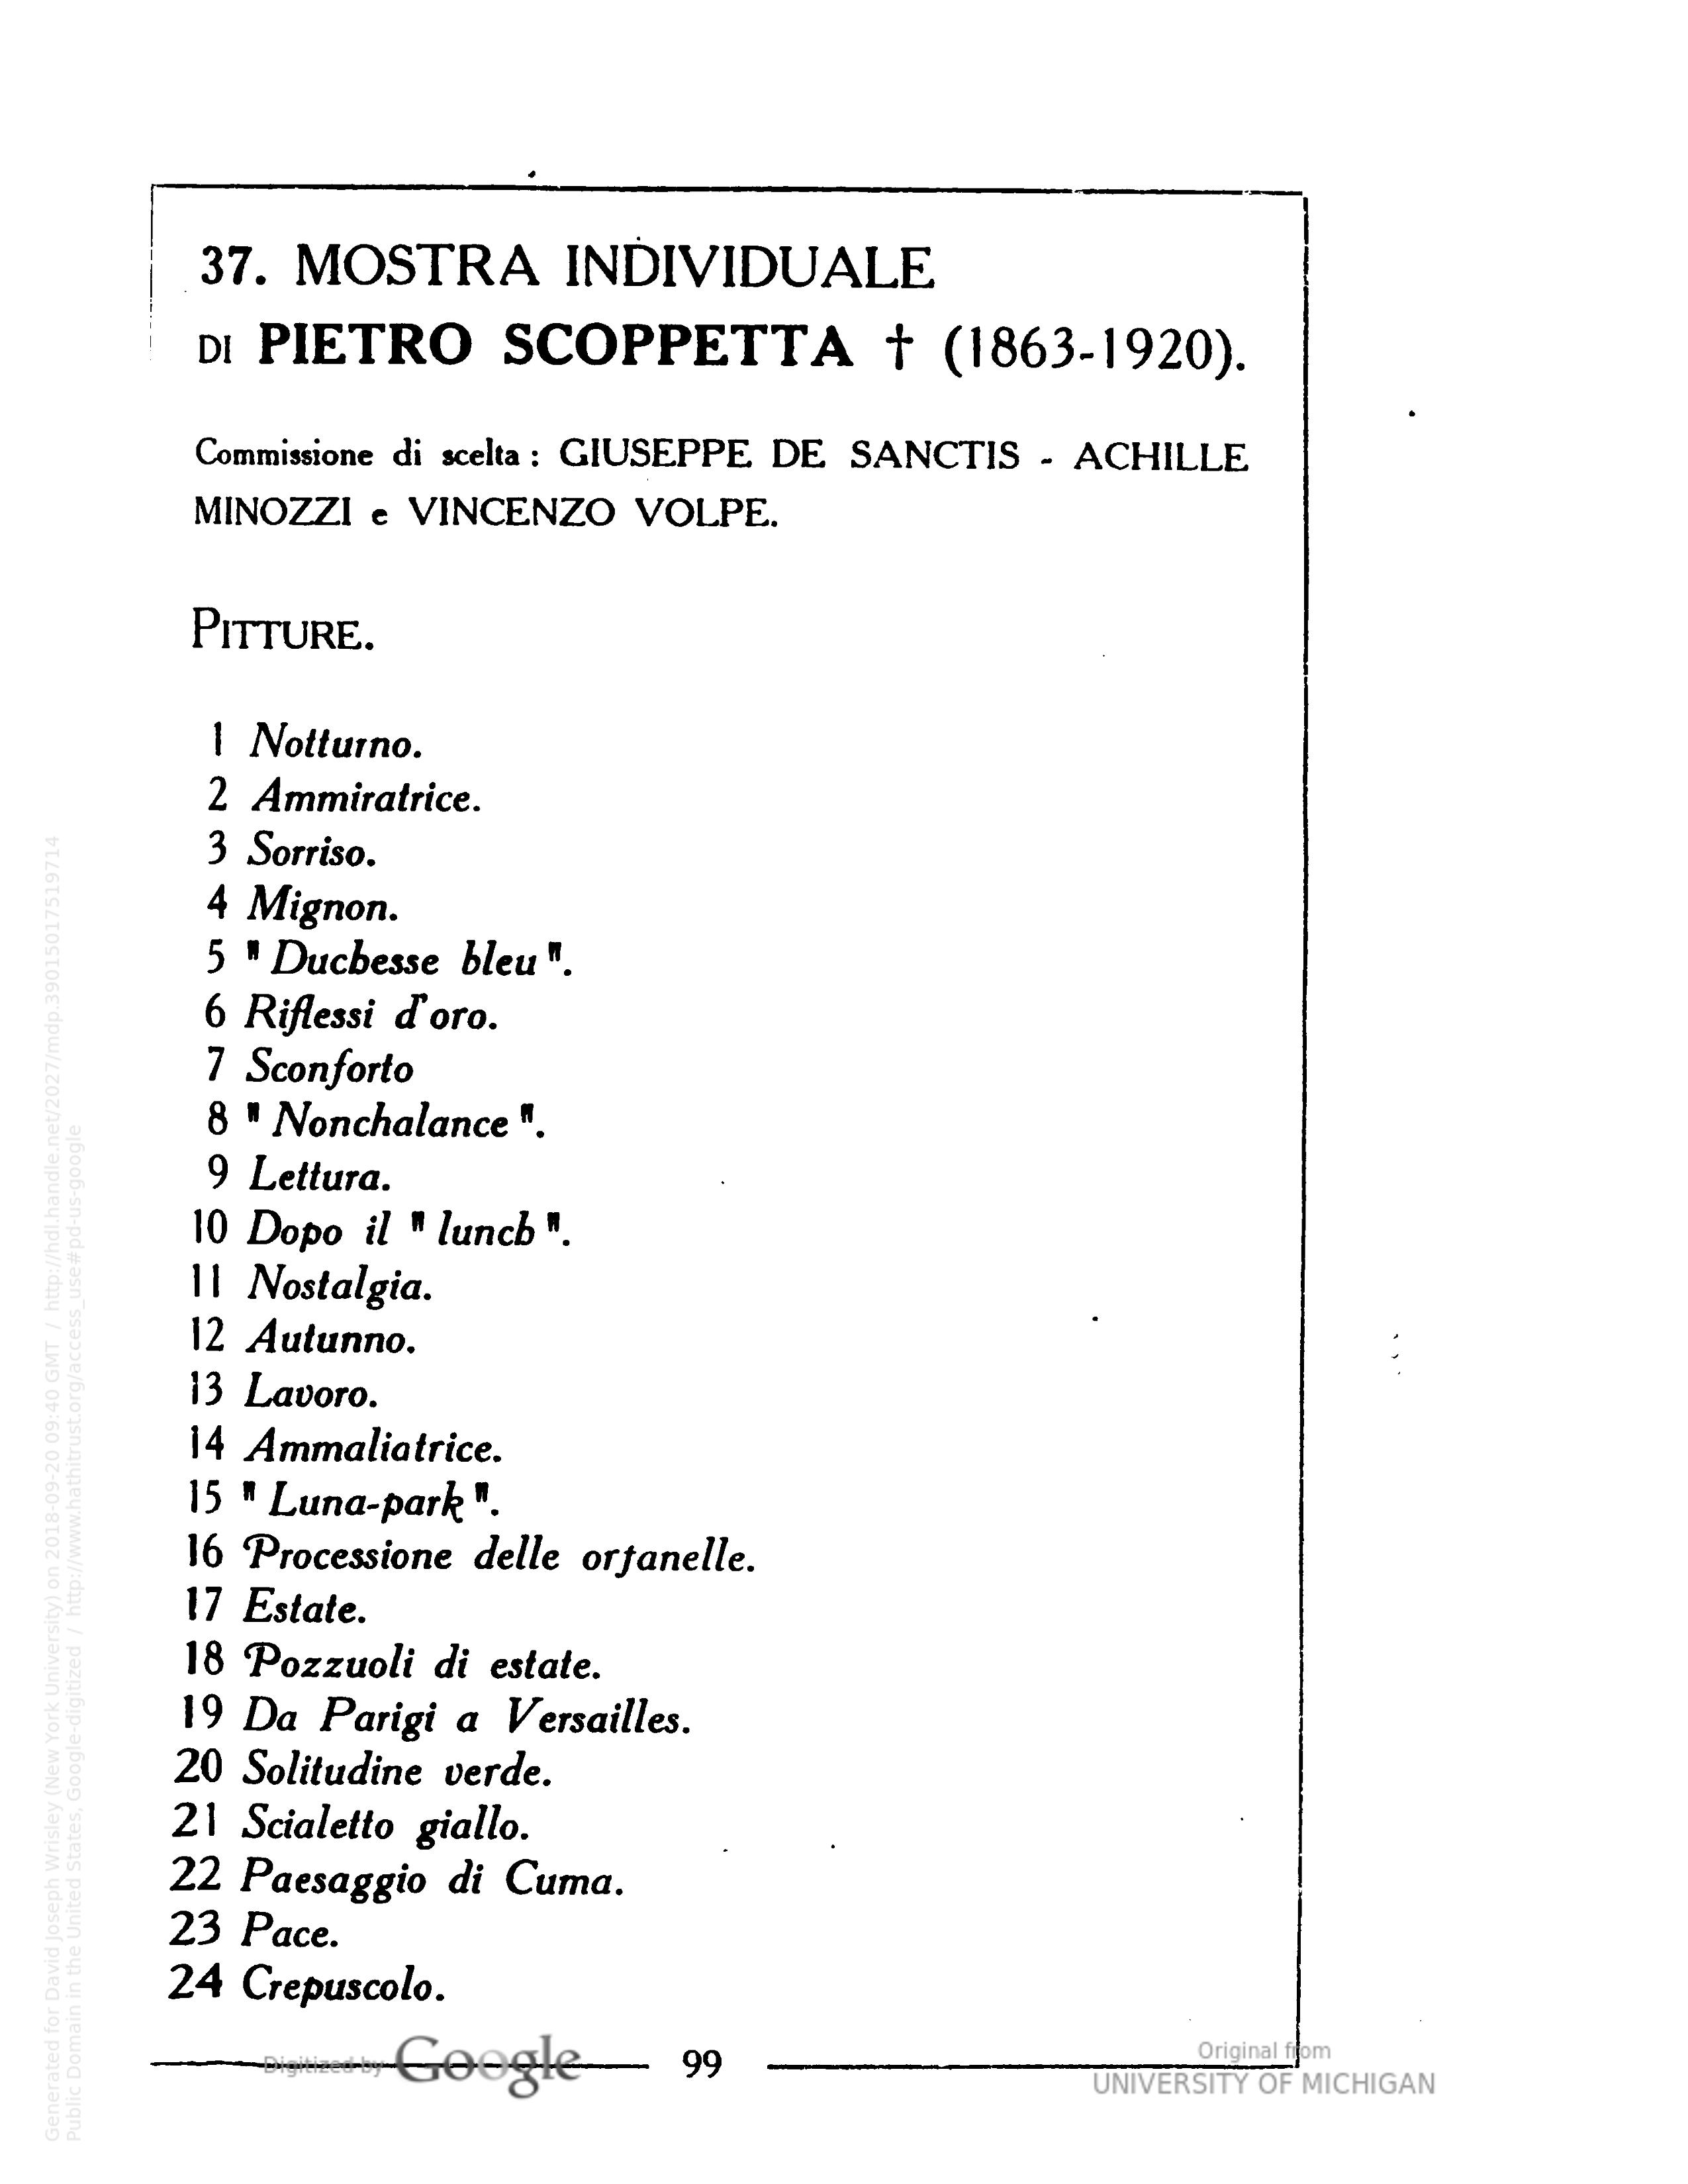 37. MOSTRA INDIVIDUALE
DI PIETRO SCOPPETTA † (1863-1920).
Commissione di scelta : GIUSEPPE DE SANCTIS - ACHILLE
MINOZZI e VINCENZO VOLPE.
PITTURE.
1 Notturno.
2 Ammiratrice.
3 Sorriso.
4 Mignon.
5 " Duchesse bleu ".
6 Riflessi d'oro.
7 Sconforto
8 " Nonchalance ".
9 Lettura.
10 Dopo il " lunch ".
11 Nostalgia.
12 Autunno.
13 Lavoro.
14 Ammaliatrice.
15 " Luna-park ".
16 Processione delle orfanelle.
17 Estate.
18 Pozzuoli di estate.
19 Da Parigi a Versailles.
20 Solitudine verde.
21 Scialetto giallo.
22 Paesaggio di Cuma.
23 Pace.
24 Crepuscolo.
99
Digitized by Google
Original from
UNIVERSITY OF MICHIGAN
Generated for David Joseph Wrisley (New York University) on 2018-09-20 09:40 GMT / http://hdl.handle.net/2027/mdp.39015017519714
Public Domain in the United States, Google-digitized / http://www.hathitrust.org/access_use#pd-us-google